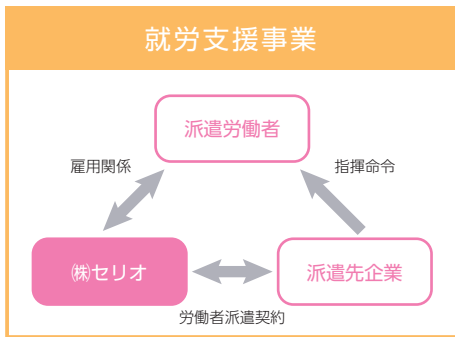 就労支援事業
派遣労働者
雇用関係
指揮命令
㈱セリオ
派遣先企業
労働者派遣契約